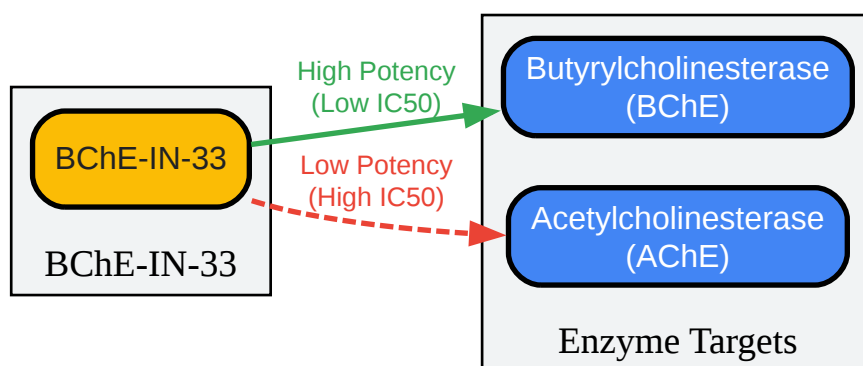 BChE-IN-33
BChE-IN-33
High Potency
(Low IC50)
Low Potency
(High IC50)
Butyrylcholinesterase
(BChE)
Acetylcholinesterase
(AChE)
Enzyme Targets